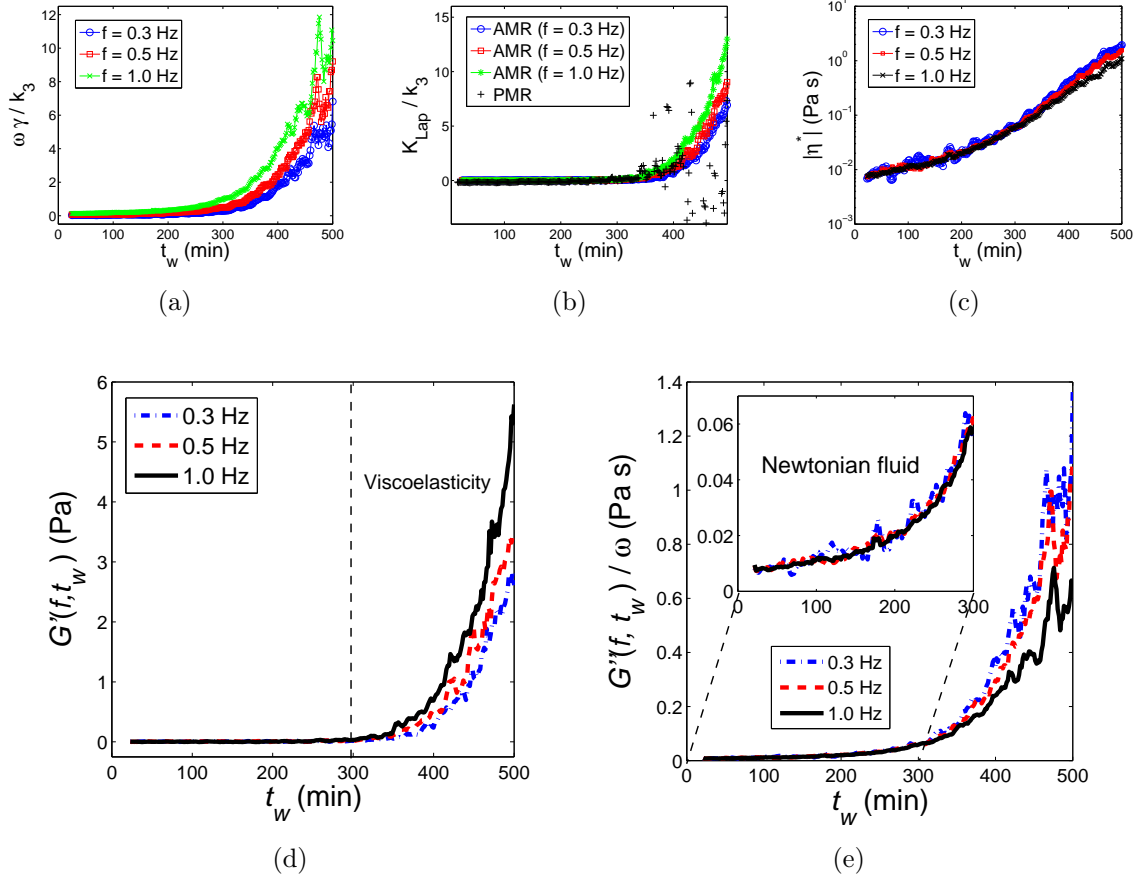 12
10
8
6
4
2
0
ω γ / k3
f = 0.3 Hz
f = 0.5 Hz
f = 1.0 Hz
0 100 200 300 400 500
tw (min)
(a)
15
10
5
0
KLap / k3
AMR (f = 0.3 Hz)
AMR (f = 0.5 Hz)
AMR (f = 1.0 Hz)
PMR
100 200 300 400
tw (min)
(b)
10^1
10^0
10^-1
10^-2
10^-3
|η*| (Pa s)
f = 0.3 Hz
f = 0.5 Hz
f = 1.0 Hz
0 100 200 300 400 500
tw (min)
(c)
6
5
4
3
2
1
0
G'(f,tw) (Pa)
0.3 Hz
0.5 Hz
1.0 Hz
Viscoelasticity
0 100 200 300 400 500
tw (min)
(d)
1.4
1.2
1
0.8
0.6
0.4
0.2
0
G''(f, tw) / ω (Pa s)
0.06
0.04
0.02
0
Newtonian fluid
0 100 200 300
0.3 Hz
0.5 Hz
1.0 Hz
0 100 200 300 400 500
tw (min)
(e)